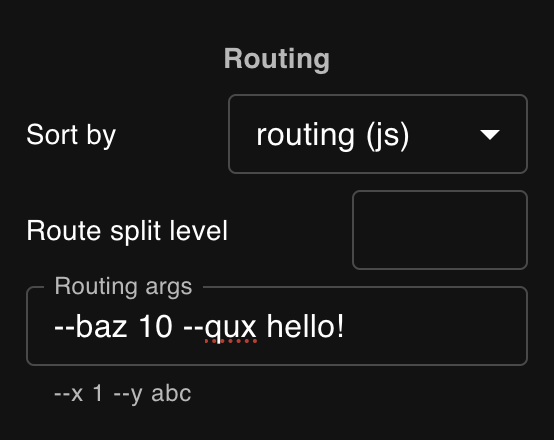 Routing
Sort by
routing (js)
Route split level
Routing args
--baz 10 --qux hello!
--x 1 --y abc